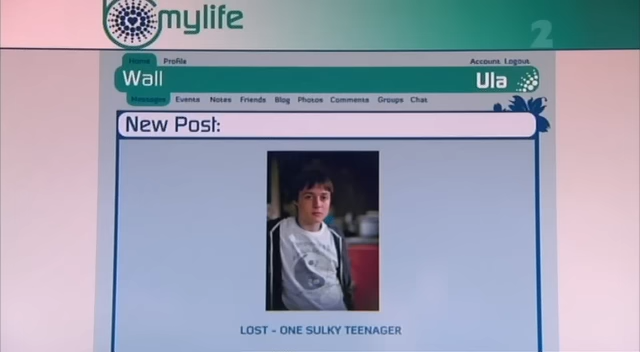 mylife
2
Home Profile Account Logout
Wall Ula
Messages Events Notes Friends Blog Photos Comments Groups Chat
New Post:
LOST - ONE SULKY TEENAGER